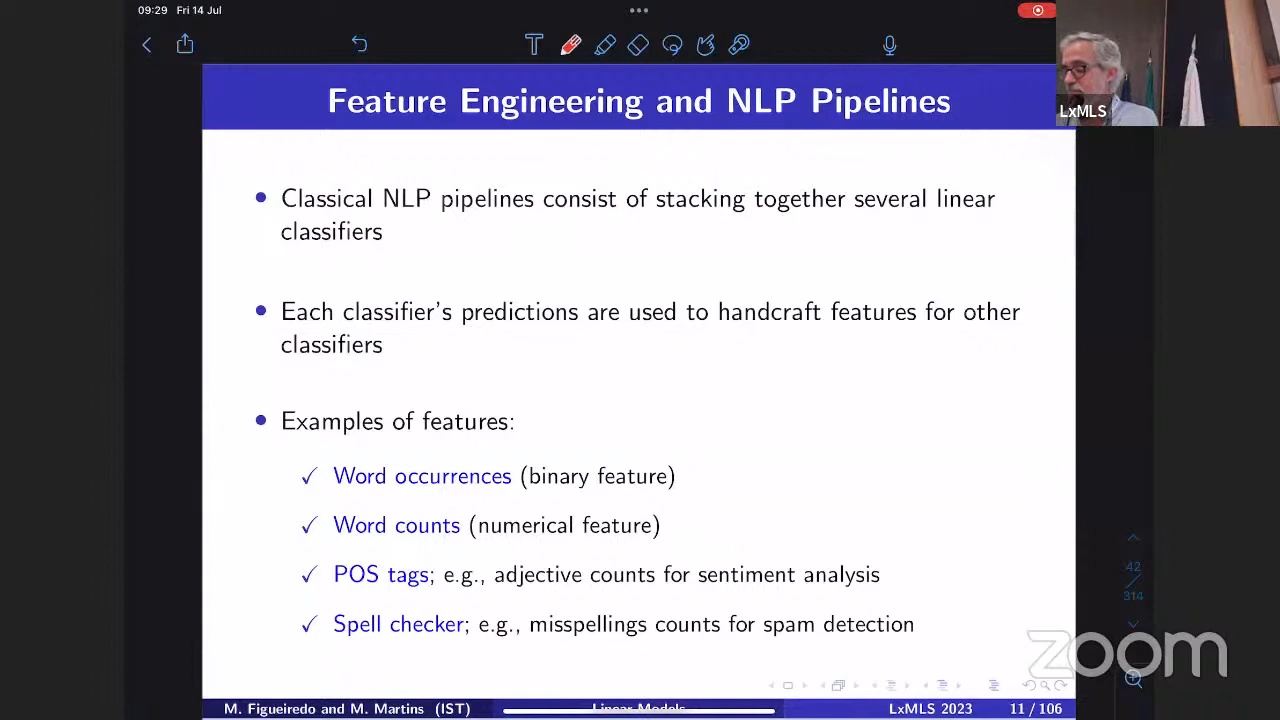 09:29 Fri 14 Jul
LxMLS
Feature Engineering and NLP Pipelines
Classical NLP pipelines consist of stacking together several linear
classifiers
Each classifier's predictions are used to handcraft features for other
classifiers
Examples of features:
Word occurrences (binary feature)
Word counts (numerical feature)
POS tags; e.g., adjective counts for sentiment analysis
Spell checker; e.g., misspellings counts for spam detection
42
314
zoom
M. Figueiredo and M. Martins (IST) Linear Models LxMLS 2023 11 / 106